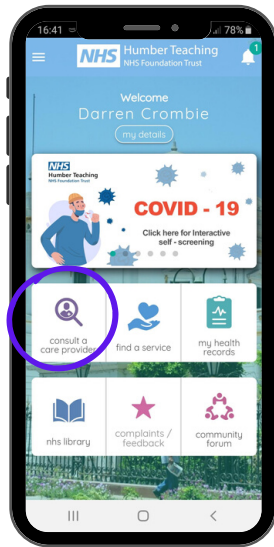 16:41
78%
NHS Humber Teaching
NHS Foundation Trust
1
Welcome
Darren Crombie
my details
NHS
Humber Teaching
NHS Foundation Trust
COVID - 19
Click here for Interactive
self - screening
consult a
care provider
find a service
my health
records
nhs library
complaints /
feedback
community
forum